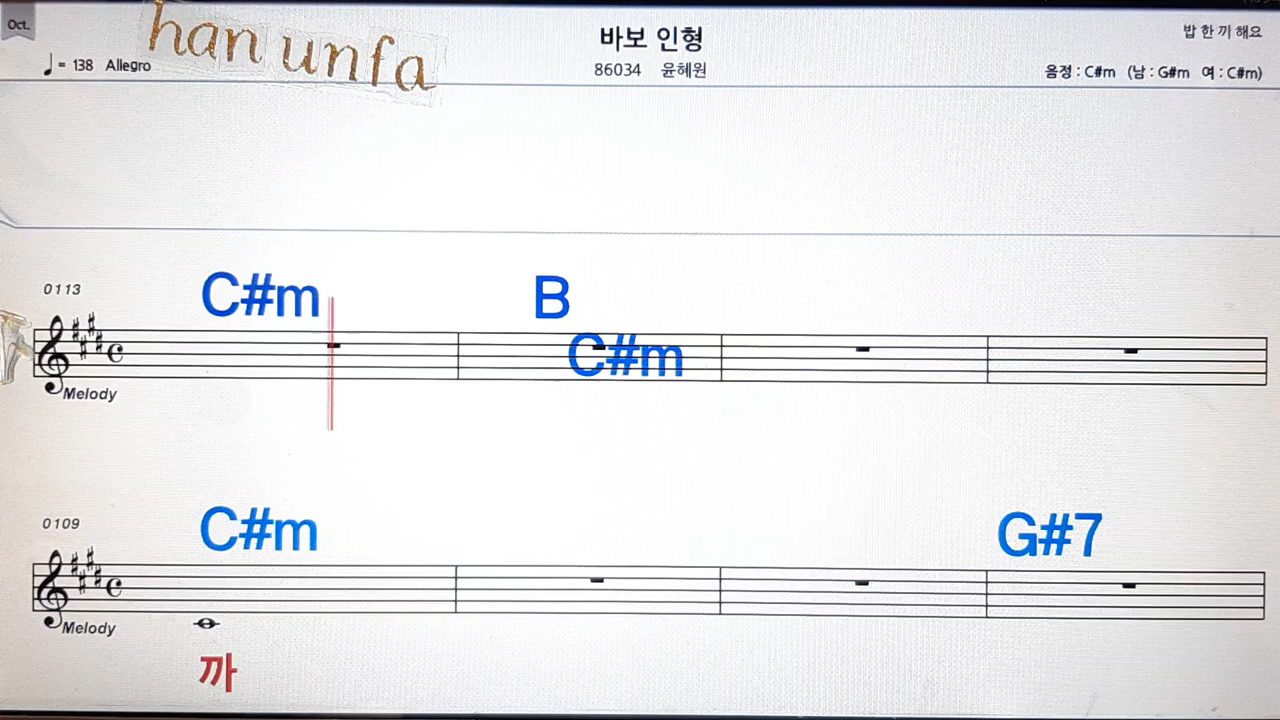 Oct.
han unfa
바보 인형
밥 한 끼 해요
♩= 138 Allegro
86034 윤혜원
음정 : C#m (남 : G#m 여 : C#m)
0113
C#m B
C#m
Melody
0109
C#m G#7
Melody
까